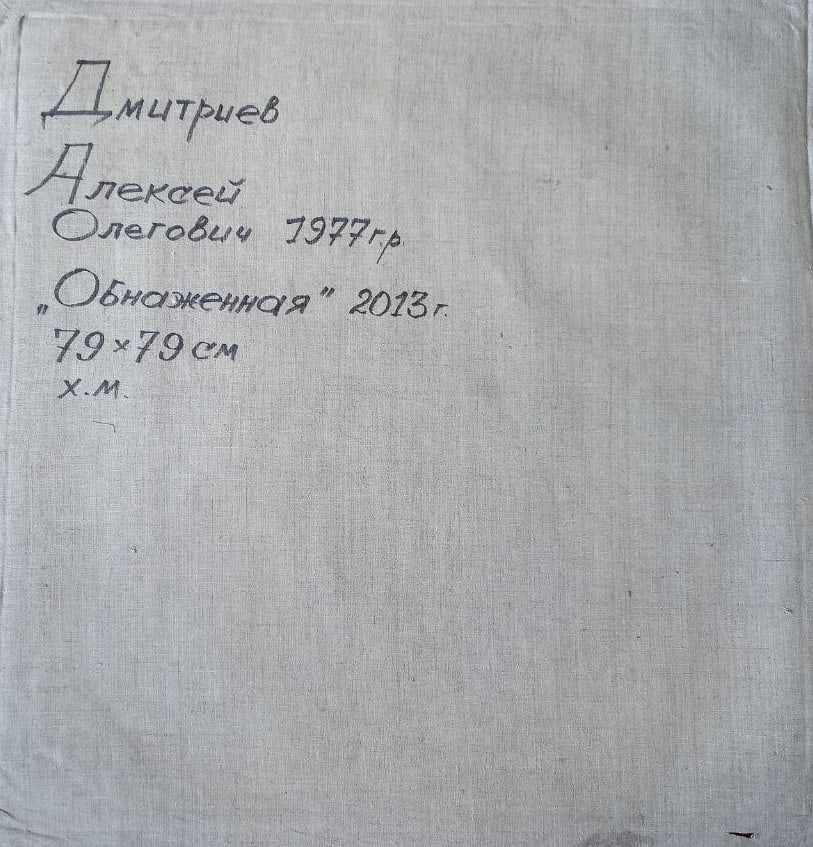 Дмитриев
Алексей
Олегович 1977г.р.
„Обнаженная" 2013г.
79×79 см
х.м.